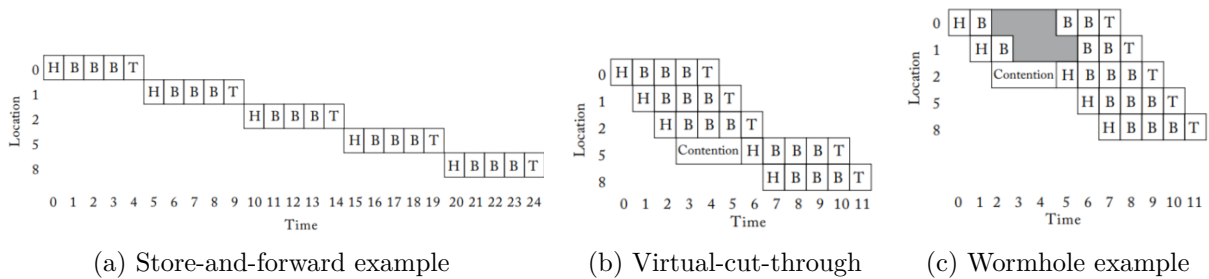 Location
0 H B B B T
1 H B B B T
2 H B B B T
5 H B B B T
8 H B B B T
0 1 2 3 4 5 6 7 8 9 10 11 12 13 14 15 16 17 18 19 20 21 22 23 24
Time
(a) Store-and-forward example
Location
0 H B B B T
1 H B B B T
2 H B B B T
5 Contention H B B B T
8 H B B B T
0 1 2 3 4 5 6 7 8 9 10 11
Time
(b) Virtual-cut-through
Location
0 H B B B T
1 H B B B T
2 Contention H B B B T
5 H B B B T
8 H B B B T
0 1 2 3 4 5 6 7 8 9 10 11
Time
(c) Wormhole example